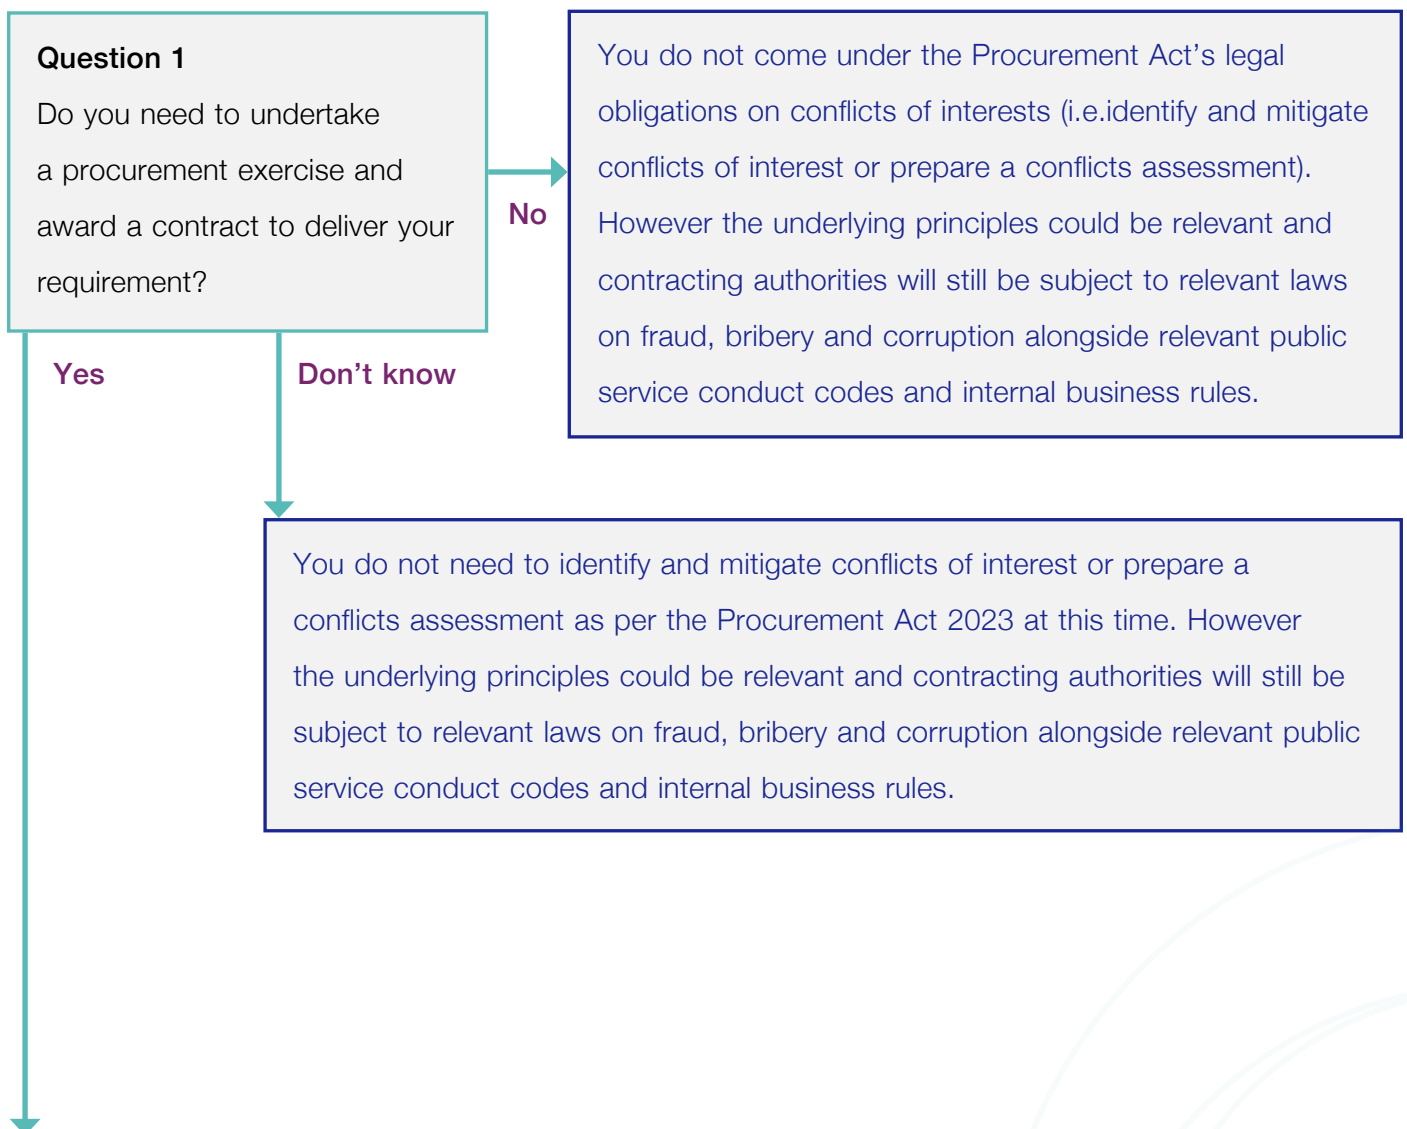 Question 1
Do you need to undertake
a procurement exercise and
award a contract to deliver your
requirement?
No
You do not come under the Procurement Act’s legal
obligations on conflicts of interests (i.e.identify and mitigate
conflicts of interest or prepare a conflicts assessment).
However the underlying principles could be relevant and
contracting authorities will still be subject to relevant laws
on fraud, bribery and corruption alongside relevant public
service conduct codes and internal business rules.
Yes
Don't know
You do not need to identify and mitigate conflicts of interest or prepare a
conflicts assessment as per the Procurement Act 2023 at this time. However
the underlying principles could be relevant and contracting authorities will still be
subject to relevant laws on fraud, bribery and corruption alongside relevant public
service conduct codes and internal business rules.